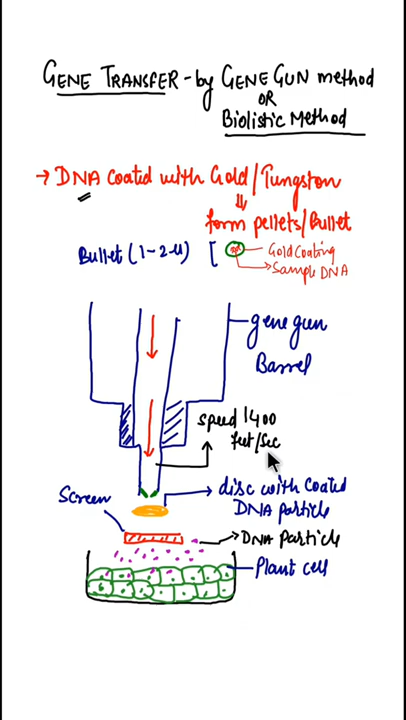 GENE TRANSFER - by GENE GUN method
OR
Biolistic Method
→ DNA coated with Gold/Tungston
⇓
form pellets/Bullet
Bullet (1-2-u) [
Gold coating
Sample DNA
gene gun
Barrel
speed 1400
feet/sec
disc with coated
DNA particle
Screen
DNA particle
Plant cell